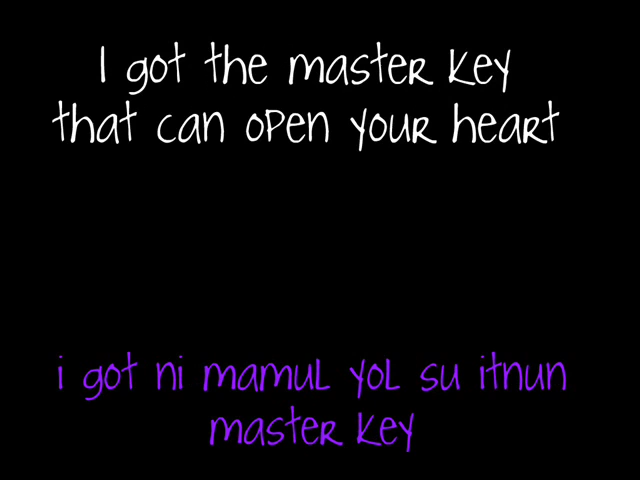 I got the master key
that can open your heart
i got ni mamul yol su itnun
master key